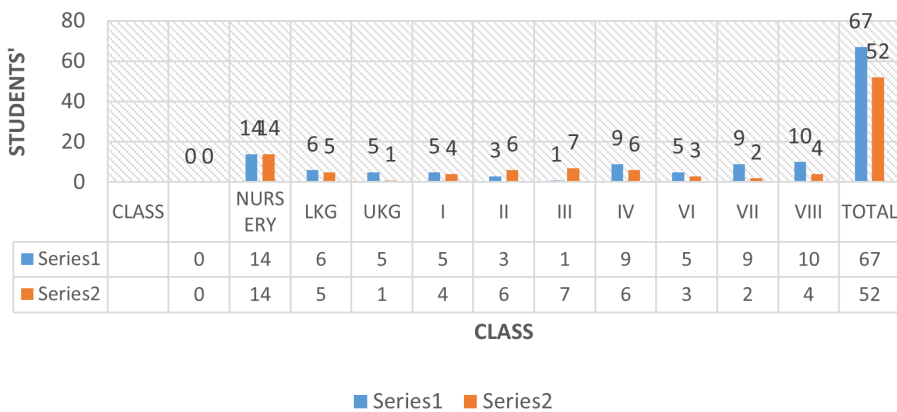 80
67
60
52
40
STUDENTS'
20
14 14
10
9 9
6 5 5 5 4 3 6 7 6 5 3 4
0 0 1 1 2
0
CLASS NURSERY LKG UKG I II III IV VI VII VIII TOTAL
Series1 0 14 6 5 5 3 1 9 5 9 10 67
Series2 0 14 5 1 4 6 7 6 3 2 4 52
CLASS
Series1 Series2